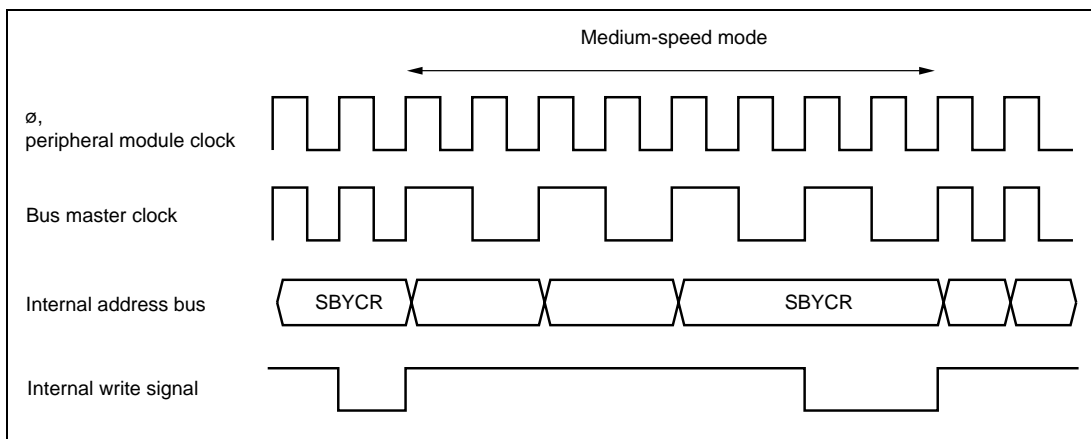 Medium-speed mode
ø,
peripheral module clock
Bus master clock
Internal address bus
SBYCR
SBYCR
Internal write signal